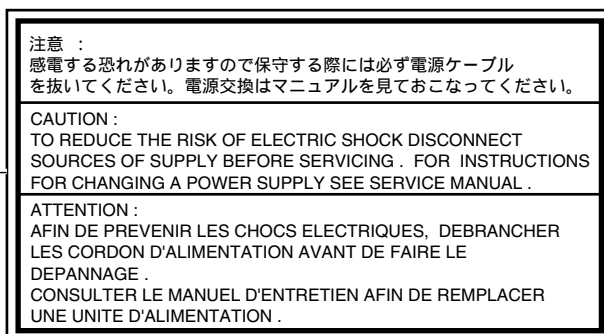 注意 ：
感電する恐れがありますので保守する際には必ず電源ケーブル
を抜いてください。電源交換はマニュアルを見ておこなってください。
CAUTION :
TO REDUCE THE RISK OF ELECTRIC SHOCK DISCONNECT
SOURCES OF SUPPLY BEFORE SERVICING . FOR INSTRUCTIONS
FOR CHANGING A POWER SUPPLY SEE SERVICE MANUAL .
ATTENTION :
AFIN DE PREVENIR LES CHOCS ELECTRIQUES, DEBRANCHER
LES CORDON D'ALIMENTATION AVANT DE FAIRE LE
DEPANNAGE .
CONSULTER LE MANUEL D'ENTRETIEN AFIN DE REMPLACER
UNE UNITE D'ALIMENTATION .